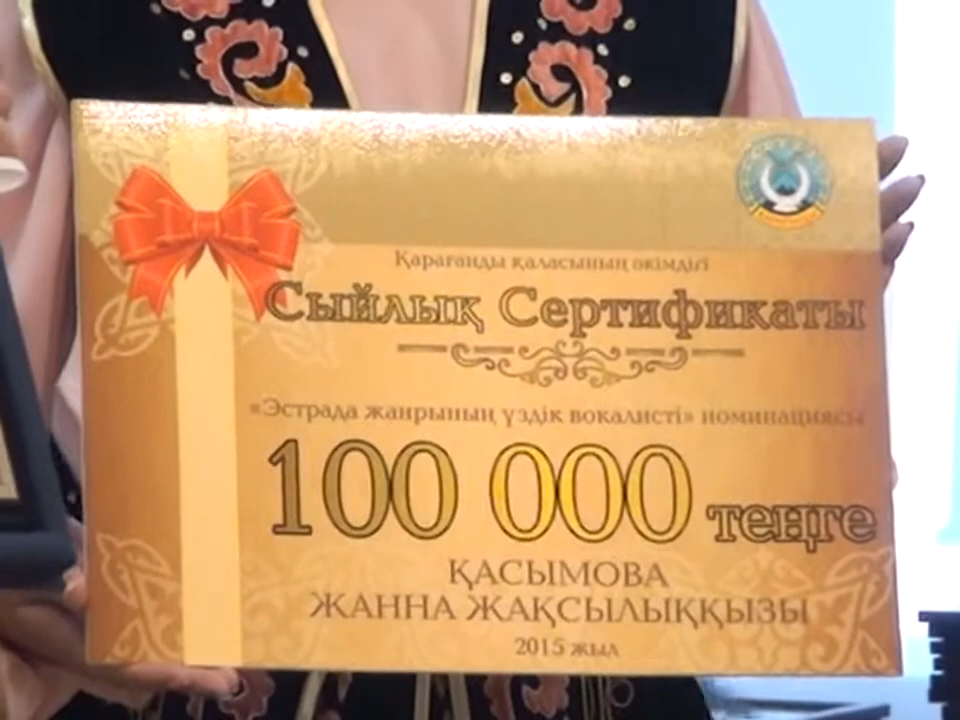 Қарағанды қаласының әкімдігі
Сыйлық Сертификаты
«Эстрада жанрының үздік вокалисті» номинациясы
100 000 теңге
ҚАСЫМОВА
ЖАННА ЖАҚСЫЛЫҚҚЫЗЫ
2015 жыл